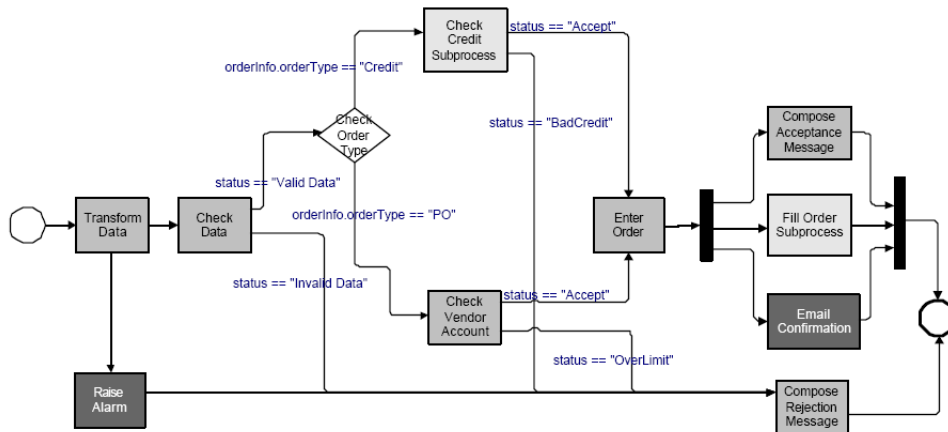 Check
Credit
Subprocess
status == "Accept"
orderInfo.orderType == "Credit"
Compose
Acceptance
Message
status == "BadCredit"
Check
Order
Type
status == "Valid Data"
orderInfo.orderType == "PO"
Transform
Data
Check
Data
Enter
Order
Fill Order
Subprocess
status == "Invalid Data"
Check
Vendor
Account
status == "Accept"
Email
Confirmation
status == "OverLimit"
Raise
Alarm
Compose
Rejection
Message